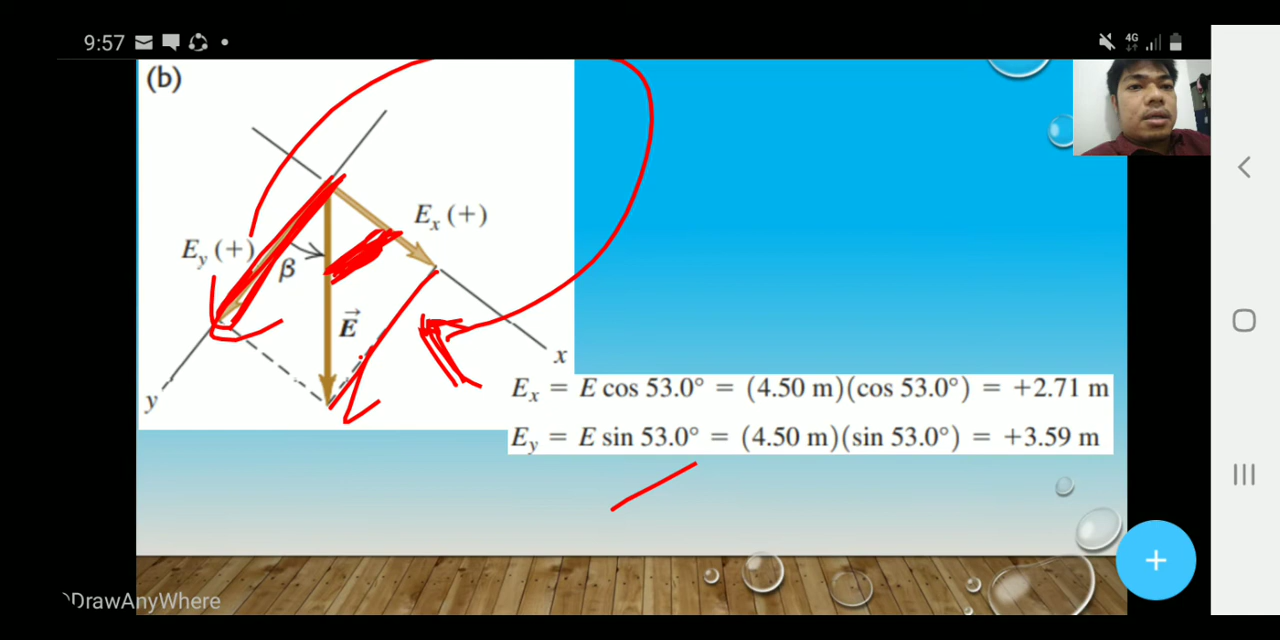 9:57
4G
(b)
E_x (+)
E_y (+)
β
E⃗
x
y
E_x = E cos 53.0° = (4.50 m)(cos 53.0°) = +2.71 m
E_y = E sin 53.0° = (4.50 m)(sin 53.0°) = +3.59 m
DrawAnyWhere